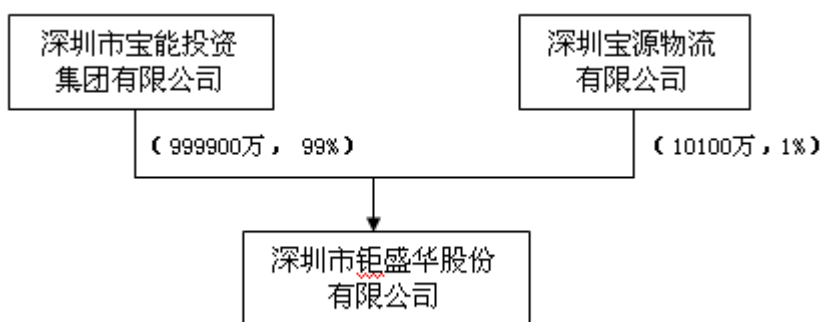 深圳市宝能投资
集团有限公司
深圳宝源物流
有限公司
（999900万， 99%）
（10100万，1%）
深圳市钜盛华股份
有限公司